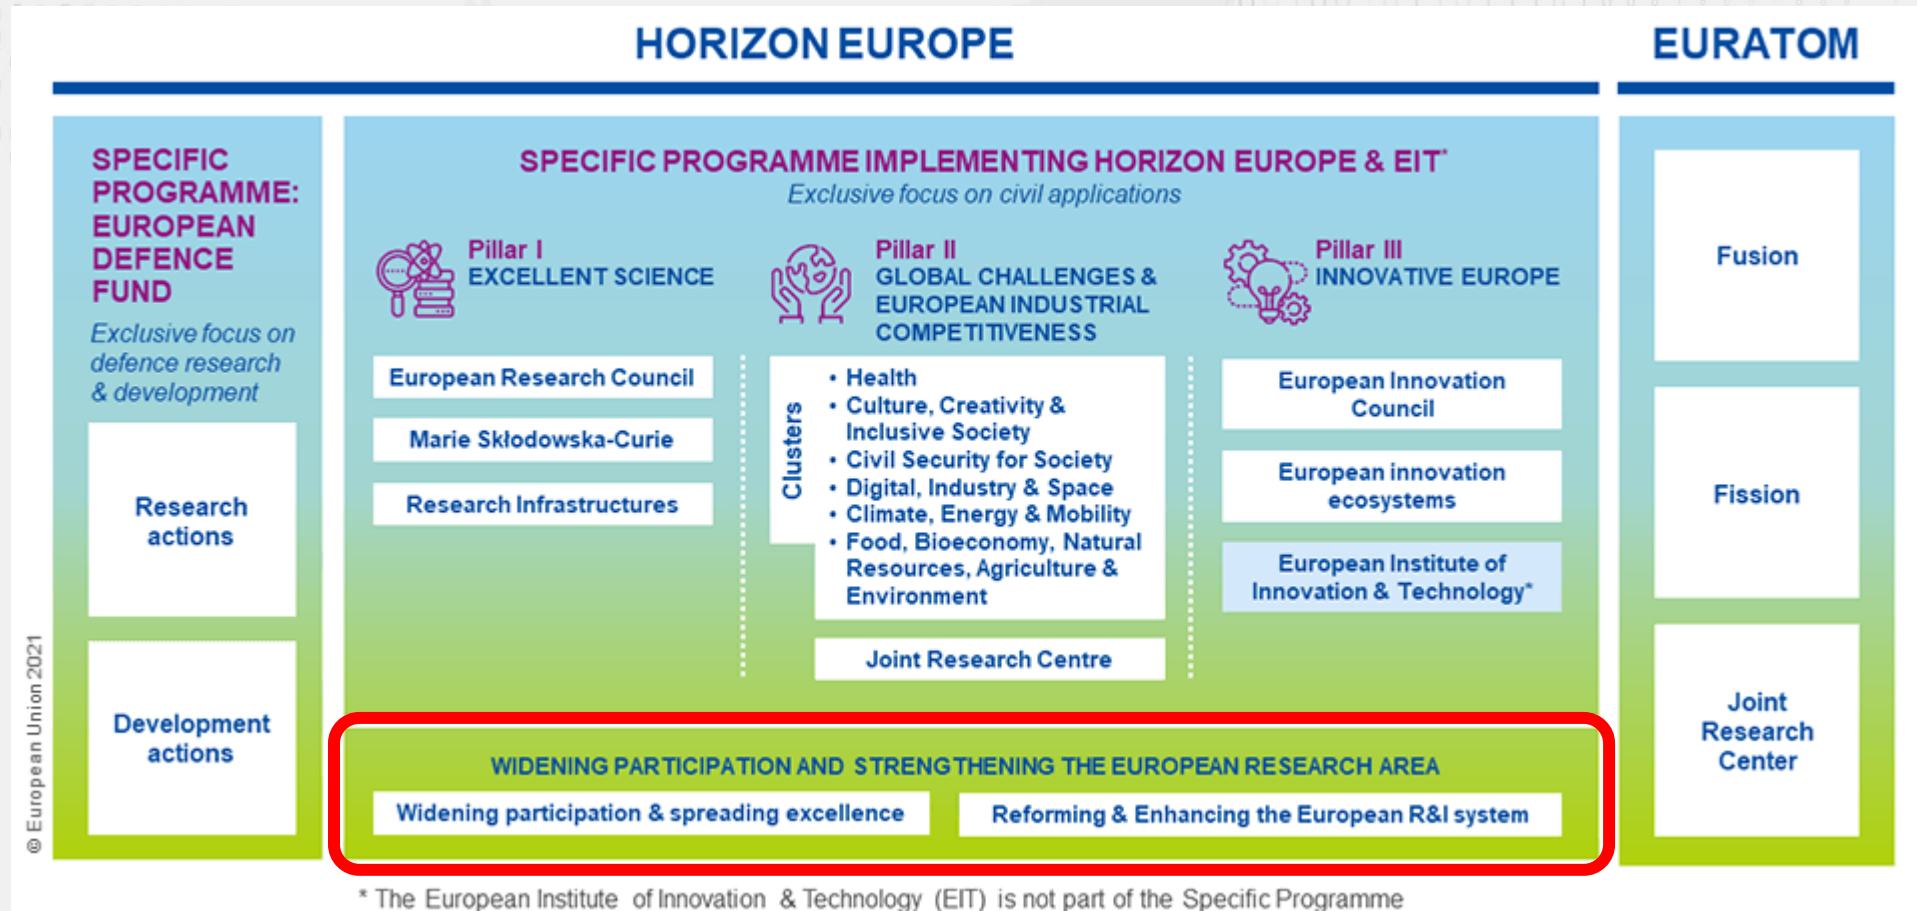 HORIZON EUROPE
EURATOM
SPECIFIC
PROGRAMME:
EUROPEAN
DEFENCE
FUND
Exclusive focus on
defence research
& development
Research
actions
Development
actions
SPECIFIC PROGRAMME IMPLEMENTING HORIZON EUROPE & EIT*
Exclusive focus on civil applications
Pillar I
EXCELLENT SCIENCE
European Research Council
Marie Skłodowska-Curie
Research Infrastructures
Pillar II
GLOBAL CHALLENGES &
EUROPEAN INDUSTRIAL
COMPETITIVENESS
Clusters
• Health
• Culture, Creativity &
Inclusive Society
• Civil Security for Society
• Digital, Industry & Space
• Climate, Energy & Mobility
• Food, Bioeconomy, Natural
Resources, Agriculture &
Environment
Joint Research Centre
Pillar III
INNOVATIVE EUROPE
European Innovation
Council
European innovation
ecosystems
European Institute of
Innovation & Technology*
WIDENING PARTICIPATION AND STRENGTHENING THE EUROPEAN RESEARCH AREA
Widening participation & spreading excellence
Reforming & Enhancing the European R&I system
Fusion
Fission
Joint
Research
Center
© European Union 2021
* The European Institute of Innovation & Technology (EIT) is not part of the Specific Programme